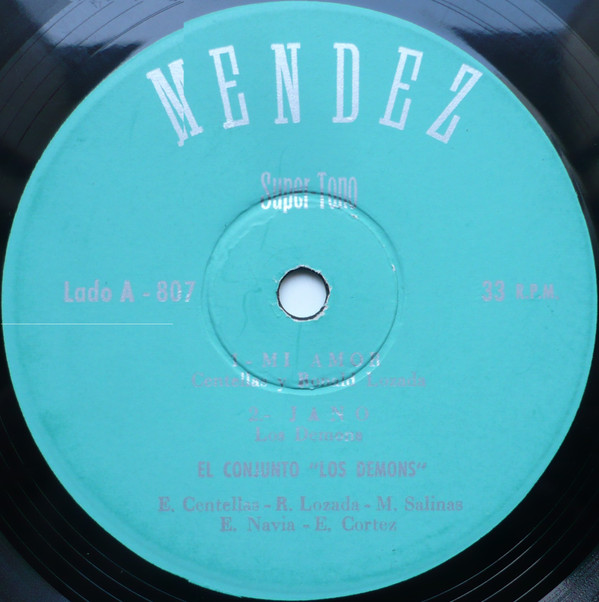 MENDEZ
Super Tono
Lado A - 807
33 R.P.M.
1 - MI AMOR
Centellas y Lozada
2 - JANO
Los Demons
EL CONJUNTO "LOS DEMONS"
E. Centellas - R. Lozada - M. Salinas
E. Navia - E. Cortez